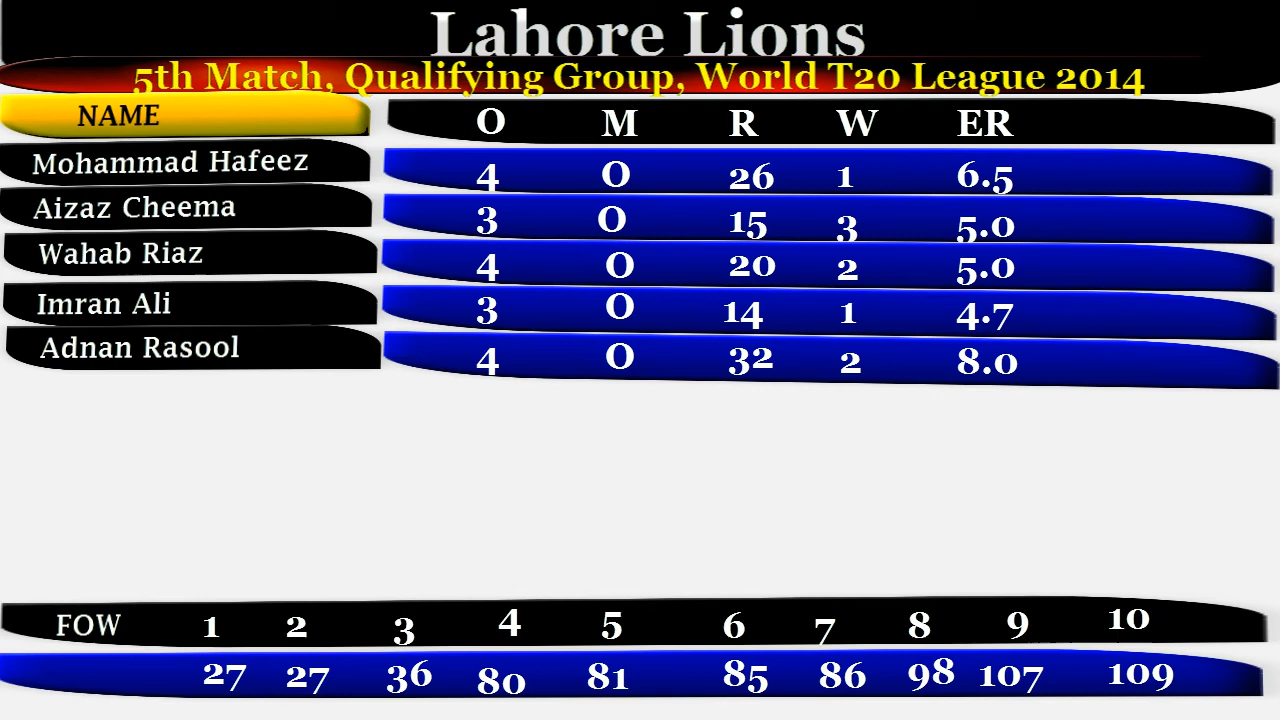 Lahore Lions
5th Match, Qualifying Group, World T20 League 2014
NAME O M R W ER
Mohammad Hafeez 4 0 26 1 6.5
Aizaz Cheema 3 0 15 3 5.0
Wahab Riaz 4 0 20 2 5.0
Imran Ali 3 0 14 1 4.7
Adnan Rasool 4 0 32 2 8.0
FOW 1 2 3 4 5 6 7 8 9 10
27 27 36 80 81 85 86 98 107 109